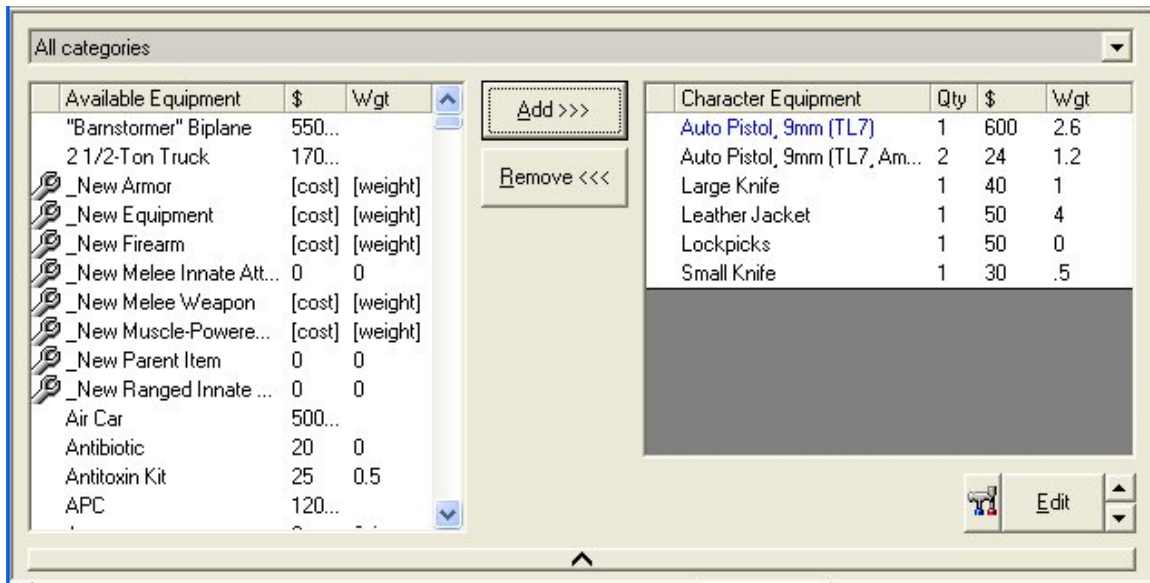 All categories
Available Equipment $ Wgt
"Barnstormer" Biplane 550...
2 1/2-Ton Truck 170...
_New Armor [cost] [weight]
_New Equipment [cost] [weight]
_New Firearm [cost] [weight]
_New Melee Innate Att... 0 0
_New Melee Weapon [cost] [weight]
_New Muscle-Powere... [cost] [weight]
_New Parent Item 0 0
_New Ranged Innate ... 0 0
Air Car 500...
Antibiotic 20 0
Antitoxin Kit 25 0.5
APC 120...
Add >>>
Remove <<<
Character Equipment Qty $ Wgt
Auto Pistol, 9mm (TL7) 1 600 2.6
Auto Pistol, 9mm (TL7, Am... 2 24 1.2
Large Knife 1 40 1
Leather Jacket 1 50 4
Lockpicks 1 50 0
Small Knife 1 30 .5
Edit